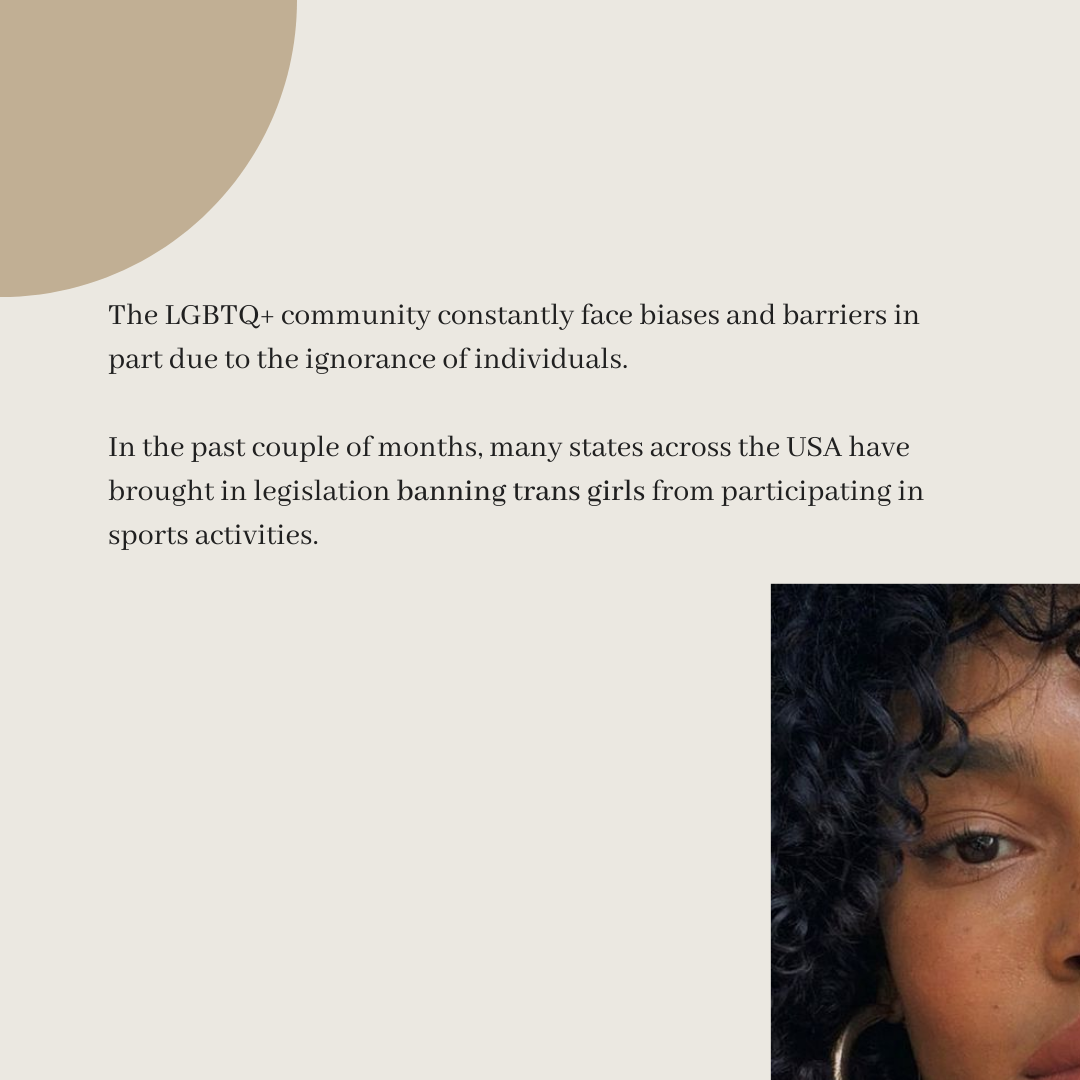 The LGBTQ+ community constantly face biases and barriers in
part due to the ignorance of individuals.
In the past couple of months, many states across the USA have
brought in legislation banning trans girls from participating in
sports activities.